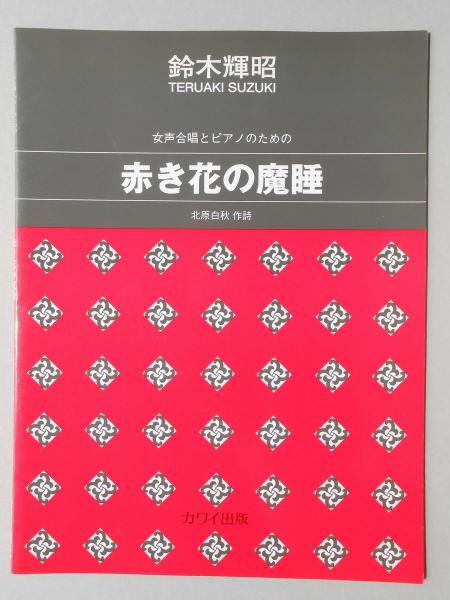 鈴木輝昭
TERUAKI SUZUKI
女声合唱とピアノのための
赤き花の魔睡
北原白秋 作詩
カワイ出版